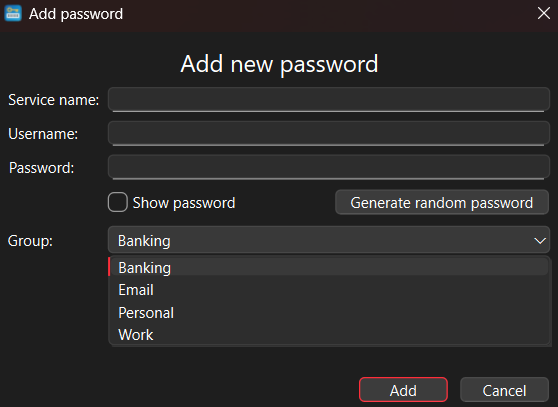 Add password
Add new password
Service name:
Username:
Password:
Show password Generate random password
Group: Banking
Banking
Email
Personal
Work
Add Cancel